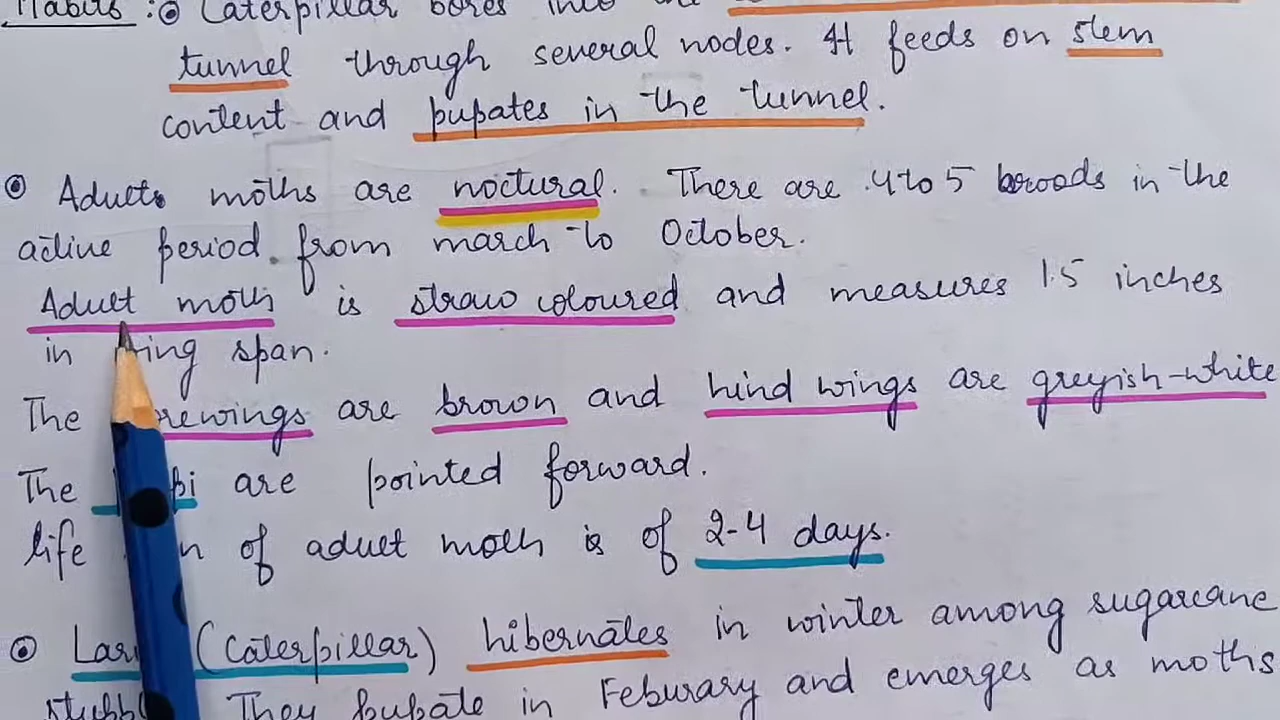 Habits : Caterpillar bores into
tunnel through several nodes. It feeds on stem
content and pupates in the tunnel.
Adults moths are noctural. There are 4 to 5 broods in the
active period from march to October.
Adult moth is straw coloured and measures 1.5 inches
in wing span.
The forewings are brown and hind wings are greyish-white
The are pointed forward.
life of adult moth is of 2-4 days.
(Caterpillar) hibernates in winter among sugarcane
They pupate in Feburary and emerges as moths